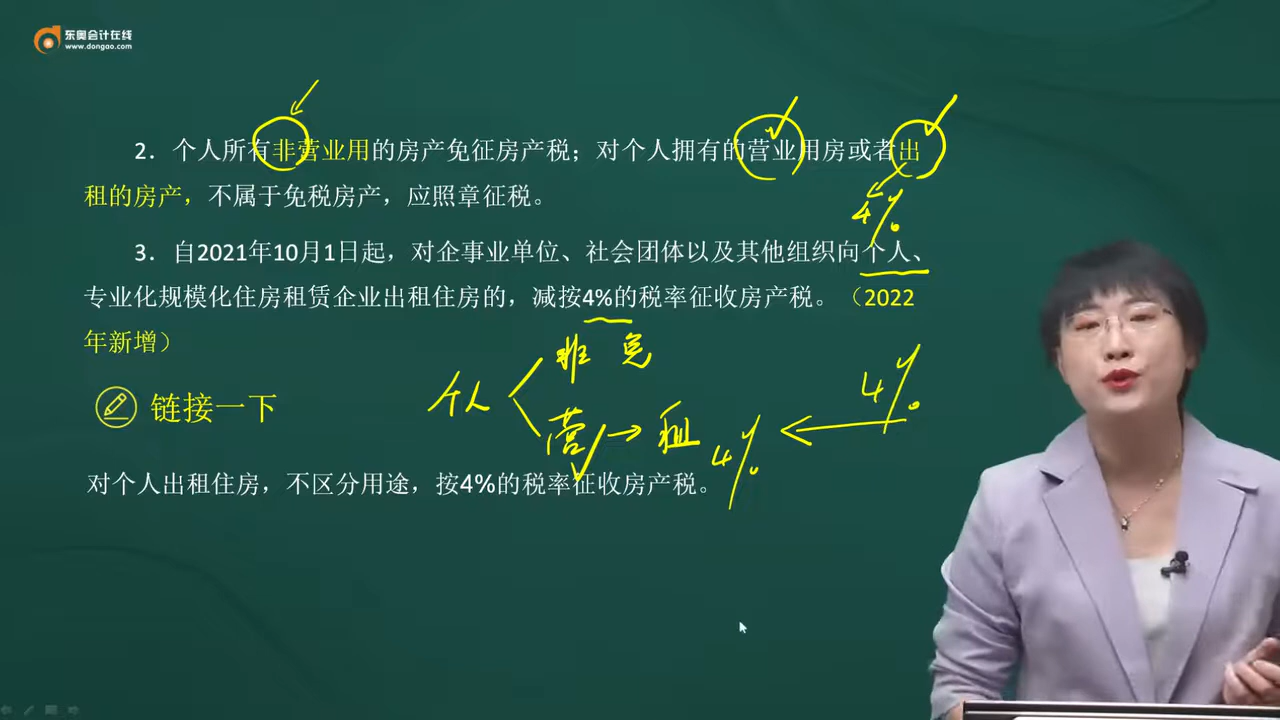 东奥会计在线
www.dongao.com
2. 个人所有非营业用的房产免征房产税；对个人拥有的营业用房或者出
租的房产，不属于免税房产，应照章征税。
4%
3. 自2021年10月1日起，对企事业单位、社会团体以及其他组织向个人、
专业化规模化住房租赁企业出租住房的，减按4%的税率征收房产税。（2022
年新增）
非 免
个人
4%
营 → 租 4%
链接一下
对个人出租住房，不区分用途，按4%的税率征收房产税。